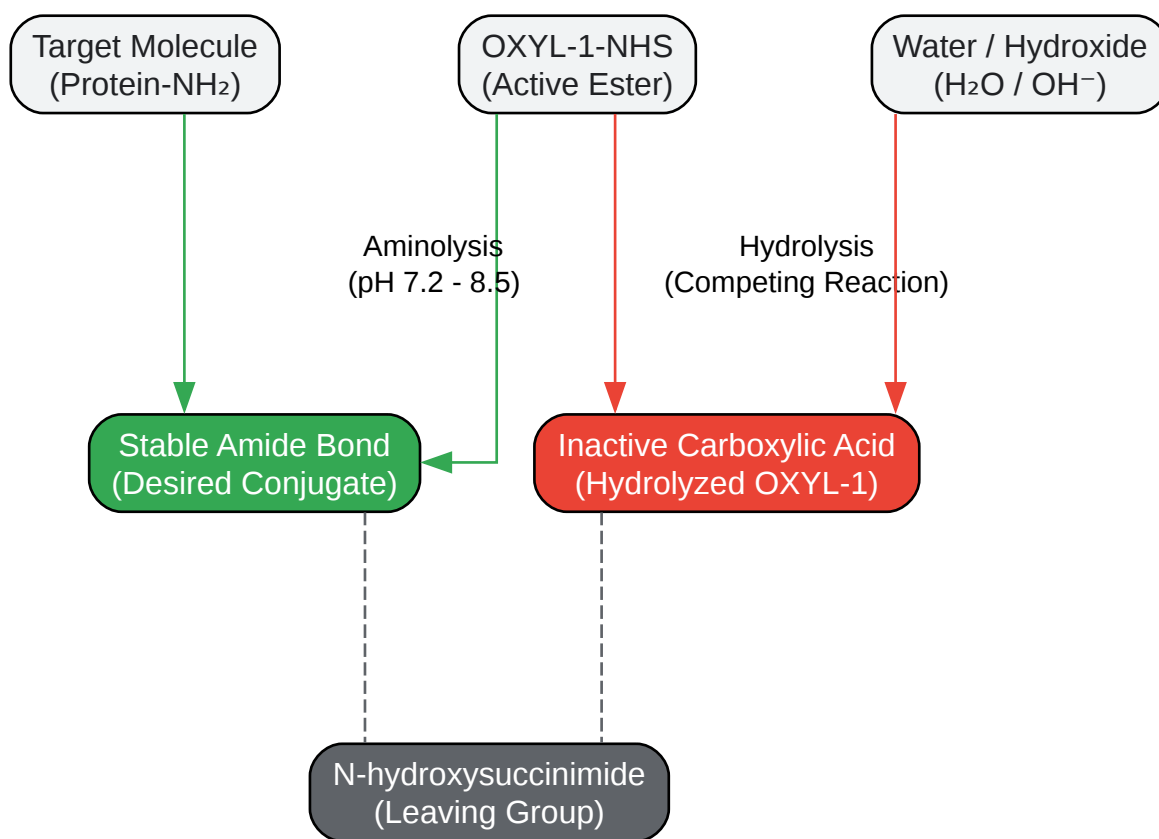 Target Molecule
(Protein-NH₂)
OXYL-1-NHS
(Active Ester)
Water / Hydroxide
(H₂O / OH⁻)
Aminolysis
(pH 7.2 - 8.5)
Hydrolysis
(Competing Reaction)
Stable Amide Bond
(Desired Conjugate)
Inactive Carboxylic Acid
(Hydrolyzed OXYL-1)
N-hydroxysuccinimide
(Leaving Group)